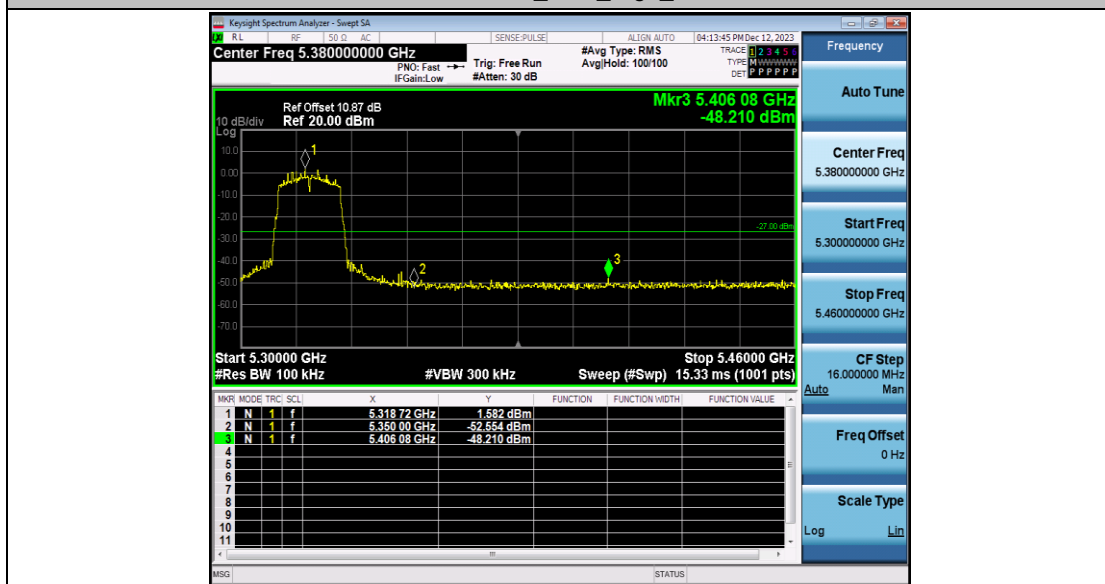 Keysight Spectrum Analyzer - Swept SA
RL RF 50 Ω AC SENSE:PULSE ALIGN AUTO 04:13:45 PM Dec 12, 2023
Center Freq 5.380000000 GHz
PNO: Fast
IFGain:Low
Trig: Free Run
#Atten: 30 dB
#Avg Type: RMS
Avg|Hold: 100/100
TRACE 1 2 3 4 5 6
TYPE M WWWWW
DET P P P P P P
Ref Offset 10.87 dB
Ref 20.00 dBm
10 dB/div
Log
Mkr3 5.406 08 GHz
-48.210 dBm
10.0
0.00
-10.0
-20.0
-30.0
-40.0
-50.0
-60.0
-70.0
1
2
3
-27.00 dBm
Start 5.30000 GHz
Stop 5.46000 GHz
#Res BW 100 kHz
#VBW 300 kHz
Sweep (#Swp) 15.33 ms (1001 pts)
MKR MODE TRC SCL X Y FUNCTION FUNCTION WIDTH FUNCTION VALUE
1 N 1 f 5.318 72 GHz 1.582 dBm
2 N 1 f 5.350 00 GHz -52.554 dBm
3 N 1 f 5.406 08 GHz -48.210 dBm
4
5
6
7
8
9
10
11
MSG STATUS
Frequency
Auto Tune
Center Freq
5.380000000 GHz
Start Freq
5.300000000 GHz
Stop Freq
5.460000000 GHz
CF Step
16.000000 MHz
Auto Man
Freq Offset
0 Hz
Scale Type
Log Lin